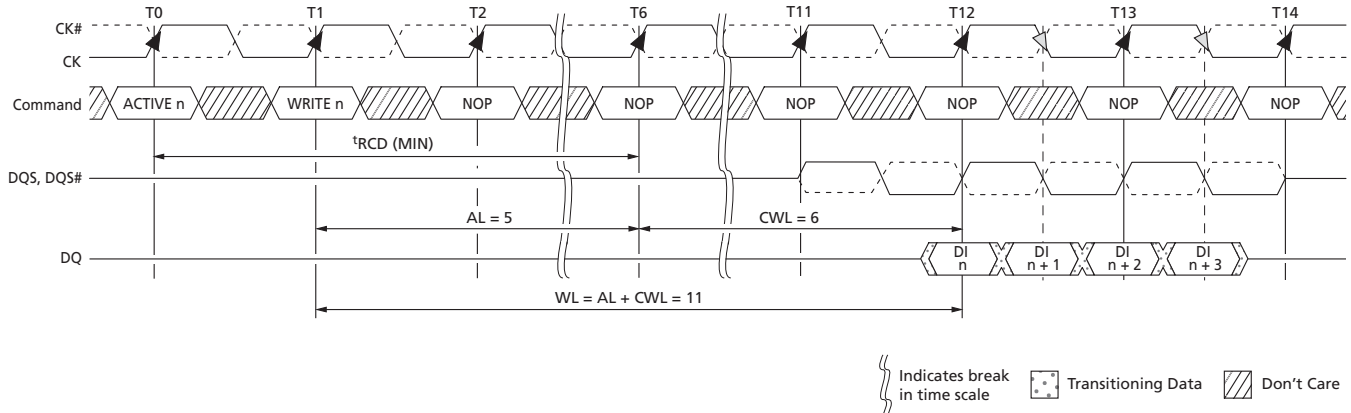 T0 T1 T2 T6 T11 T12 T13 T14
CK#
CK
Command ACTIVE n WRITE n NOP NOP NOP NOP NOP NOP
tRCD (MIN)
DQS, DQS#
AL = 5 CWL = 6
DQ DI n DI n + 1 DI n + 2 DI n + 3
WL = AL + CWL = 11
Indicates break
in time scale
Transitioning Data
Don't Care